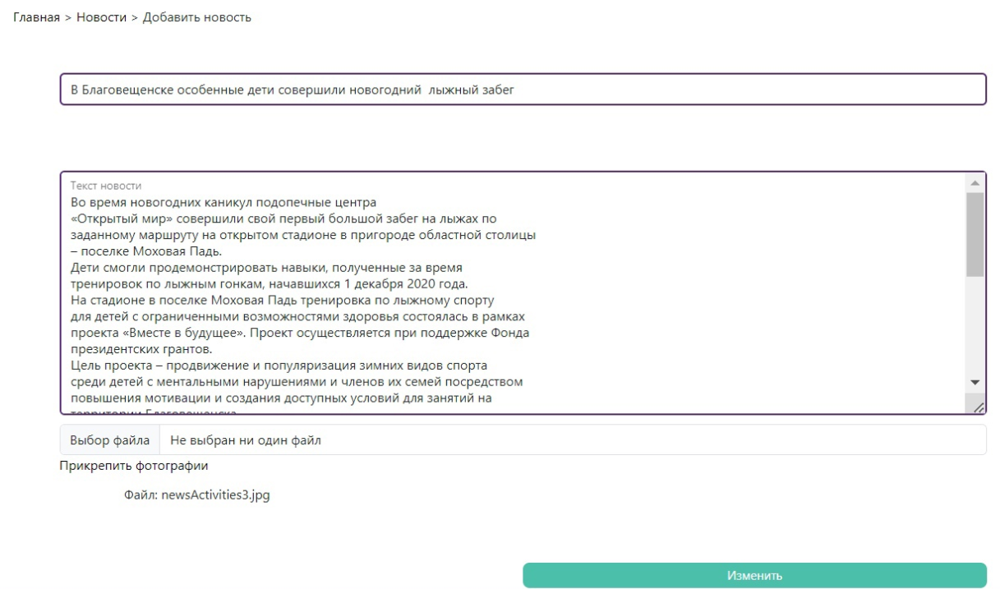 Главная > Новости > Добавить новость
В Благовещенске особенные дети совершили новогодний  лыжный забег
Текст новости
Во время новогодних каникул подопечные центра
«Открытый мир» совершили свой первый большой забег на лыжах по
заданному маршруту на открытом стадионе в пригороде областной столицы
– поселке Моховая Падь.
Дети смогли продемонстрировать навыки, полученные за время
тренировок по лыжным гонкам, начавшихся 1 декабря 2020 года.
На стадионе в поселке Моховая Падь тренировка по лыжному спорту
для детей с ограниченными возможностями здоровья состоялась в рамках
проекта «Вместе в будущее». Проект осуществляется при поддержке Фонда
президентских грантов.
Цель проекта – продвижение и популяризация зимних видов спорта
среди детей с ментальными нарушениями и членов их семей посредством
повышения мотивации и создания доступных условий для занятий на
территории Благовещенска
Выбор файла Не выбран ни один файл
Прикрепить фотографии
Файл: newsActivities3.jpg
Изменить